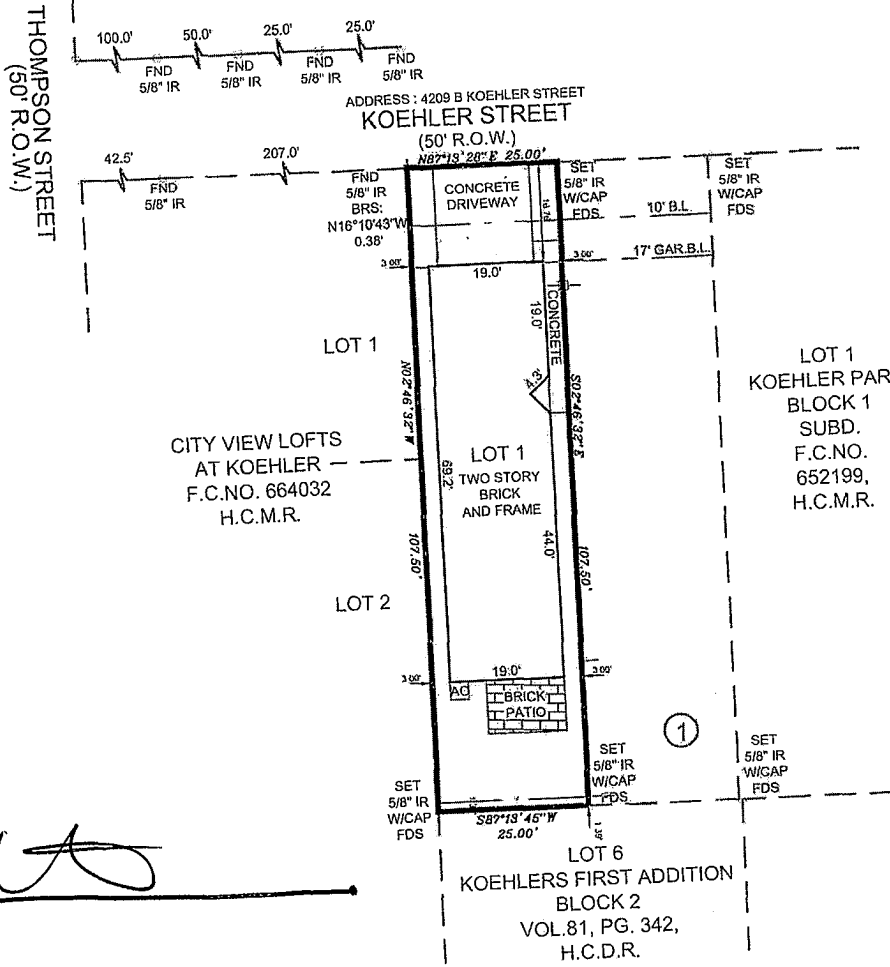 THOMPSON STREET
(50' R.O.W.)
100.0'
50.0'
25.0'
25.0'
FND
5/8" IR
FND
5/8" IR
FND
5/8" IR
FND
5/8" IR
ADDRESS : 4209 B KOEHLER STREET
KOEHLER STREET
(50' R.O.W.)
N87°13'28"E 25.00'
42.5'
207.0'
FND
5/8" IR
FND
5/8" IR
BRS:
N16°10'43"W
0.38'
CONCRETE
DRIVEWAY
SET
5/8" IR
W/CAP
FDS
SET
5/8" IR
W/CAP
FDS
10' B.L.
17' GAR.B.L.
3.00'
19.0'
3.00'
19.0'
CONCRETE
4.3'
LOT 1
N02°46'32"W
S02°46'32"E
LOT 1
KOEHLER PAR
BLOCK 1
SUBD.
F.C.NO.
652199,
H.C.M.R.
CITY VIEW LOFTS
AT KOEHLER
F.C.NO. 664032
H.C.M.R.
69.2'
LOT 1
TWO STORY
BRICK
AND FRAME
44.0'
107.50'
107.50'
LOT 2
3.00'
19.0'
3.00'
AC
BRICK
PATIO
1
SET
5/8" IR
W/CAP
FDS
SET
5/8" IR
W/CAP
FDS
SET
5/8" IR
W/CAP
FDS
S87°13'45"W
25.00'
LOT 6
KOEHLERS FIRST ADDITION
BLOCK 2
VOL.81, PG. 342,
H.C.D.R.